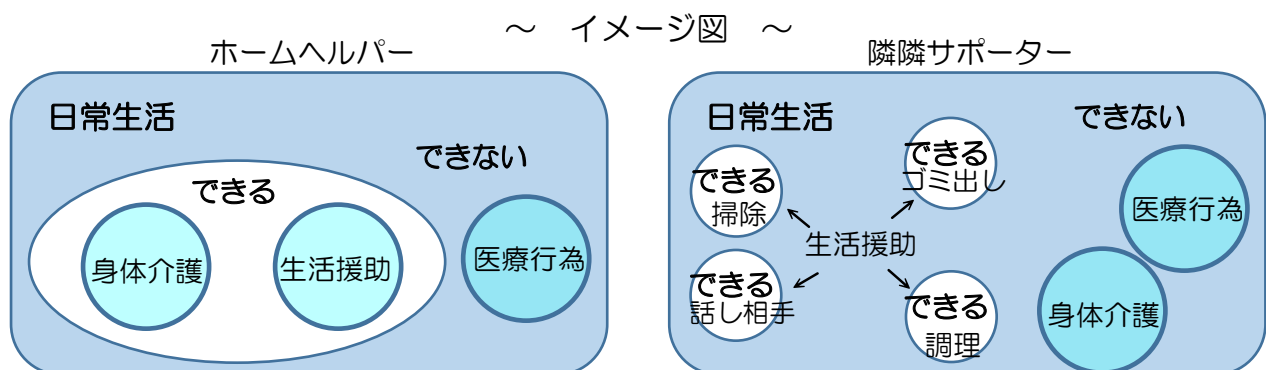 ～ イメージ図 ～
ホームヘルパー
日常生活
できない
できる
身体介護
生活援助
医療行為
隣隣サポーター
日常生活
できない
できる
掃除
できる
ゴミ出し
生活援助
できる
話し相手
できる
調理
医療行為
身体介護